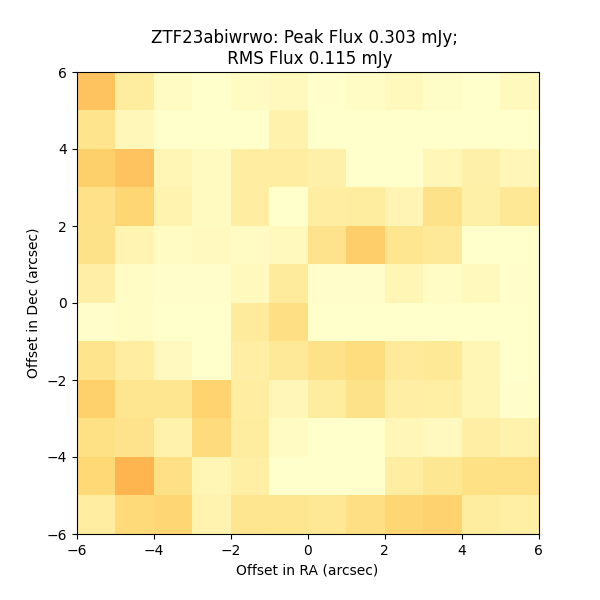 ZTF23abiwrwo: Peak Flux 0.303 mJy;
RMS Flux 0.115 mJy
6
4
2
0
−2
−4
−6
Offset in Dec (arcsec)
−6 −4 −2 0 2 4 6
Offset in RA (arcsec)